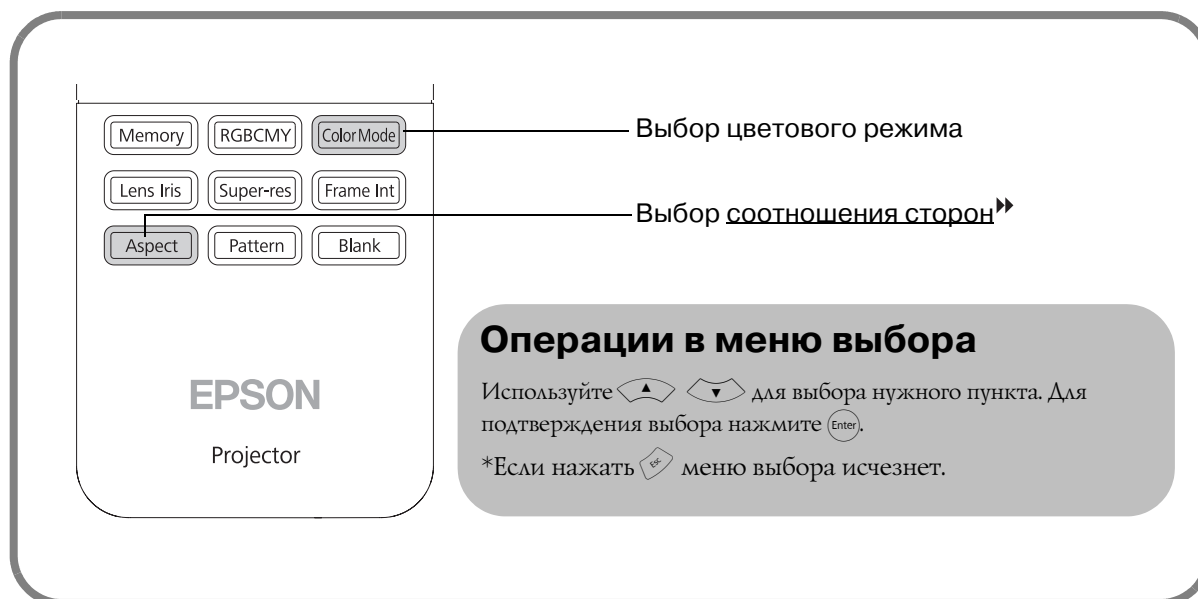 Memory RGBCMY Color Mode
Выбор цветового режима
Lens Iris Super-res Frame Int
Выбор соотношения сторон
Aspect Pattern Blank
Операции в меню выбора
Используйте ▲ ▼ для выбора нужного пункта. Для
подтверждения выбора нажмите Enter.
*Если нажать Esc меню выбора исчезнет.
EPSON
Projector